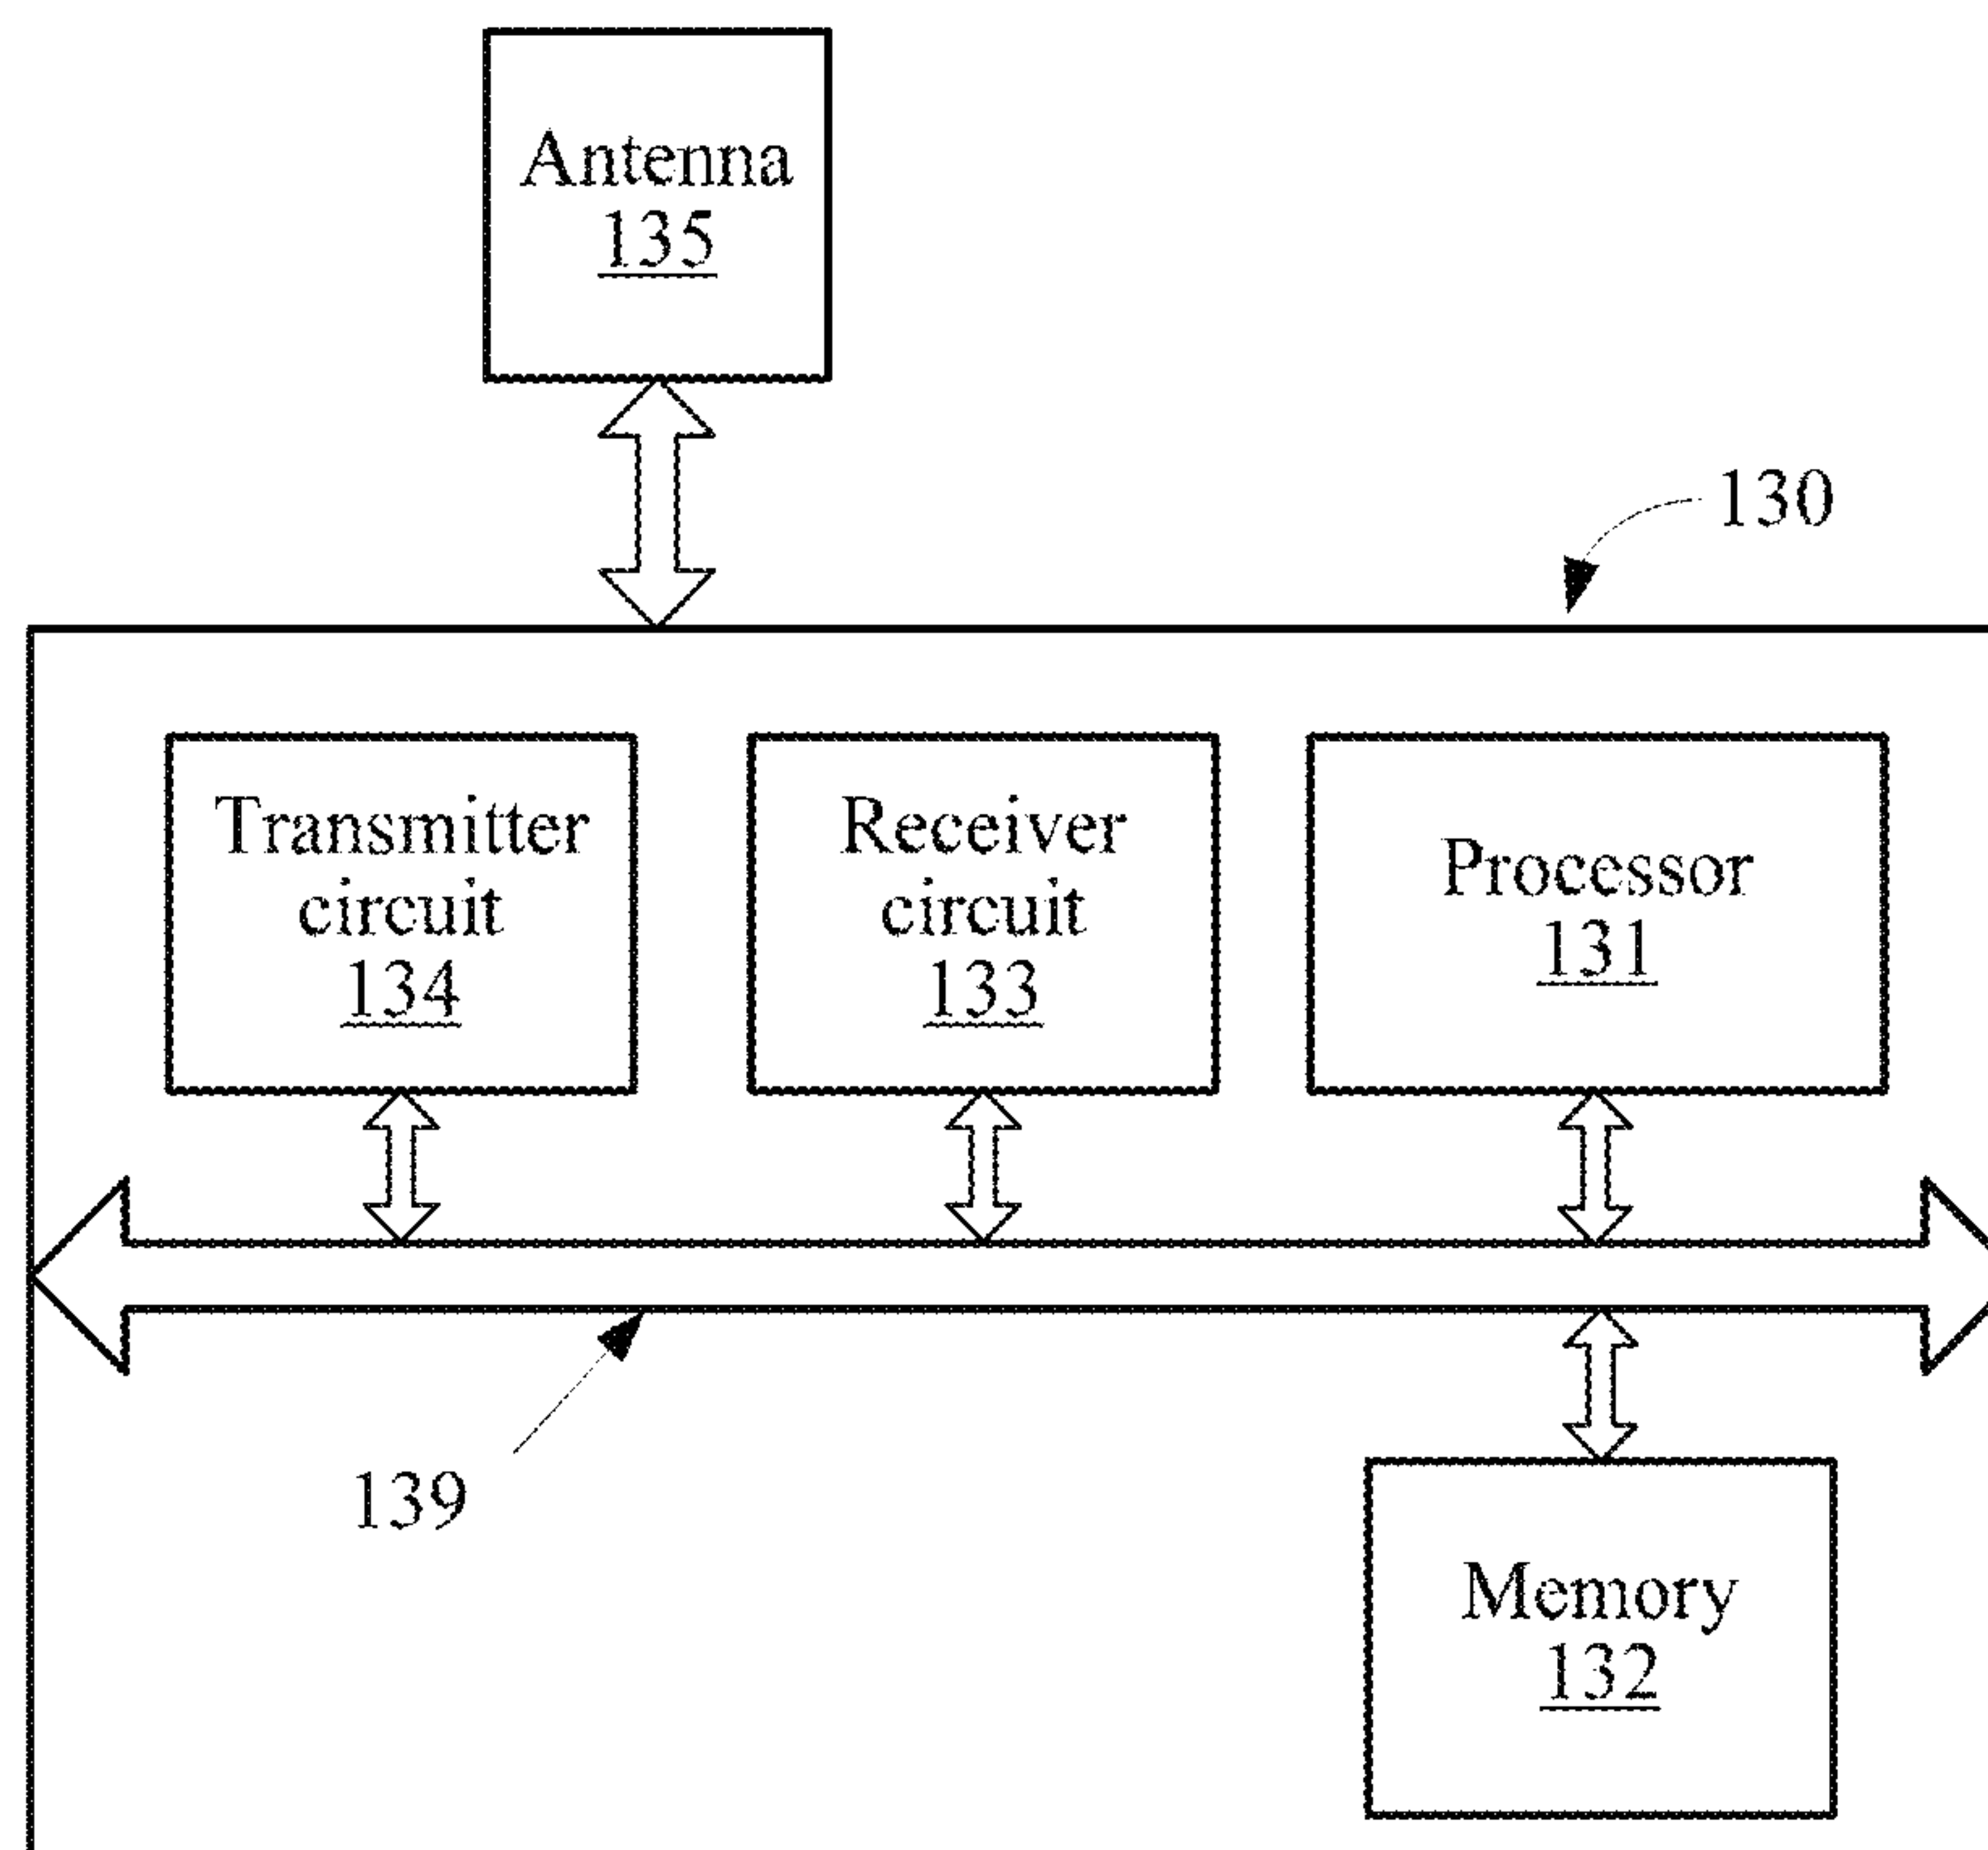 Antenna
135
130
Transmitter
circuit
134
Receiver
circuit
133
Processor
131
139
Memory
132